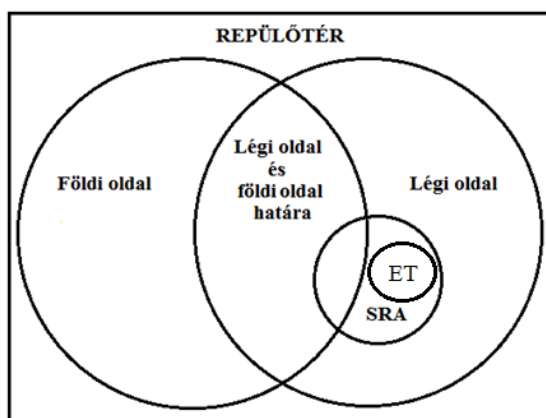 REPÜLŐTÉR
Földi oldal
Légi oldal
és
földi oldal
határa
Légi oldal
ET
SRA